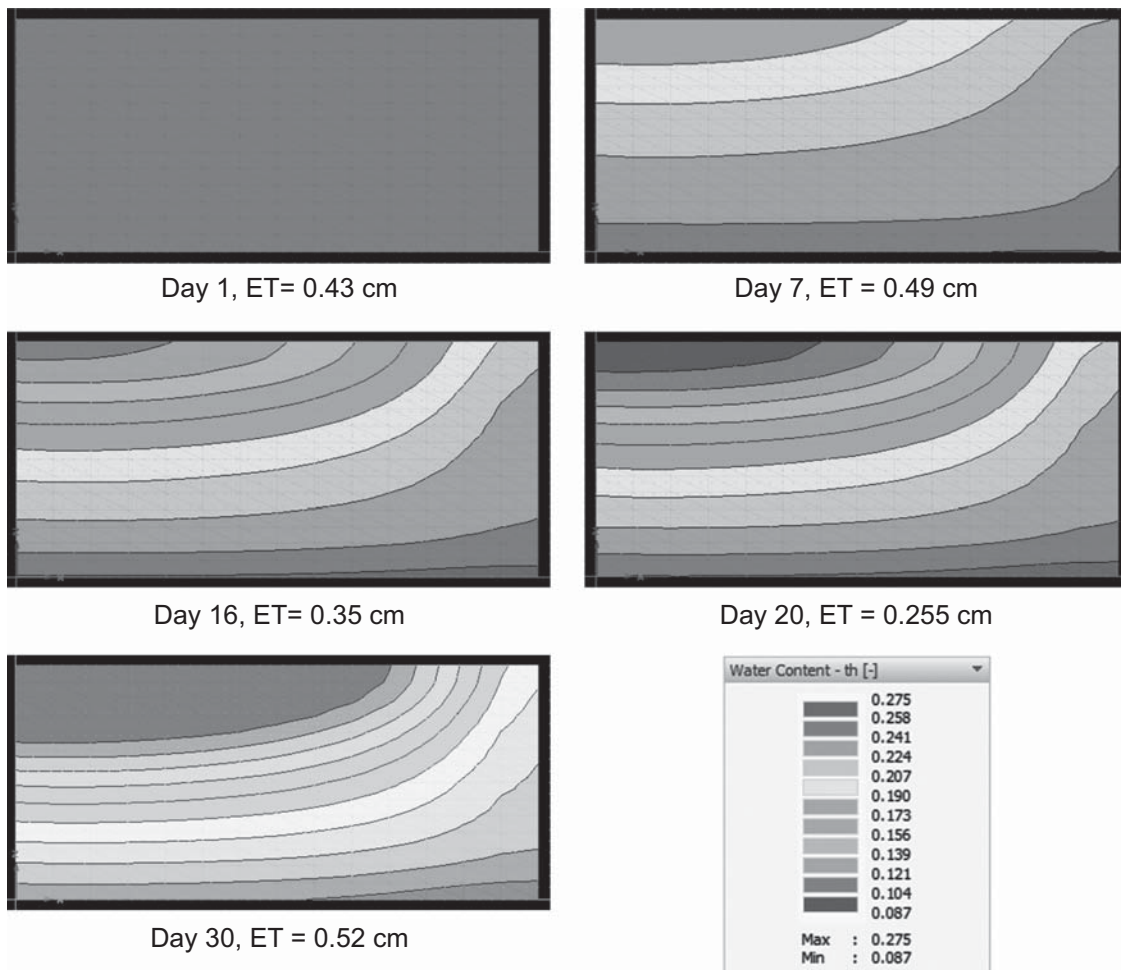 Day 1, ET= 0.43 cm
Day 7, ET = 0.49 cm
Day 16, ET= 0.35 cm
Day 20, ET = 0.255 cm
Day 30, ET = 0.52 cm
Water Content - th [-]
0.275
0.258
0.241
0.224
0.207
0.190
0.173
0.156
0.139
0.121
0.104
0.087
Max : 0.275
Min : 0.087